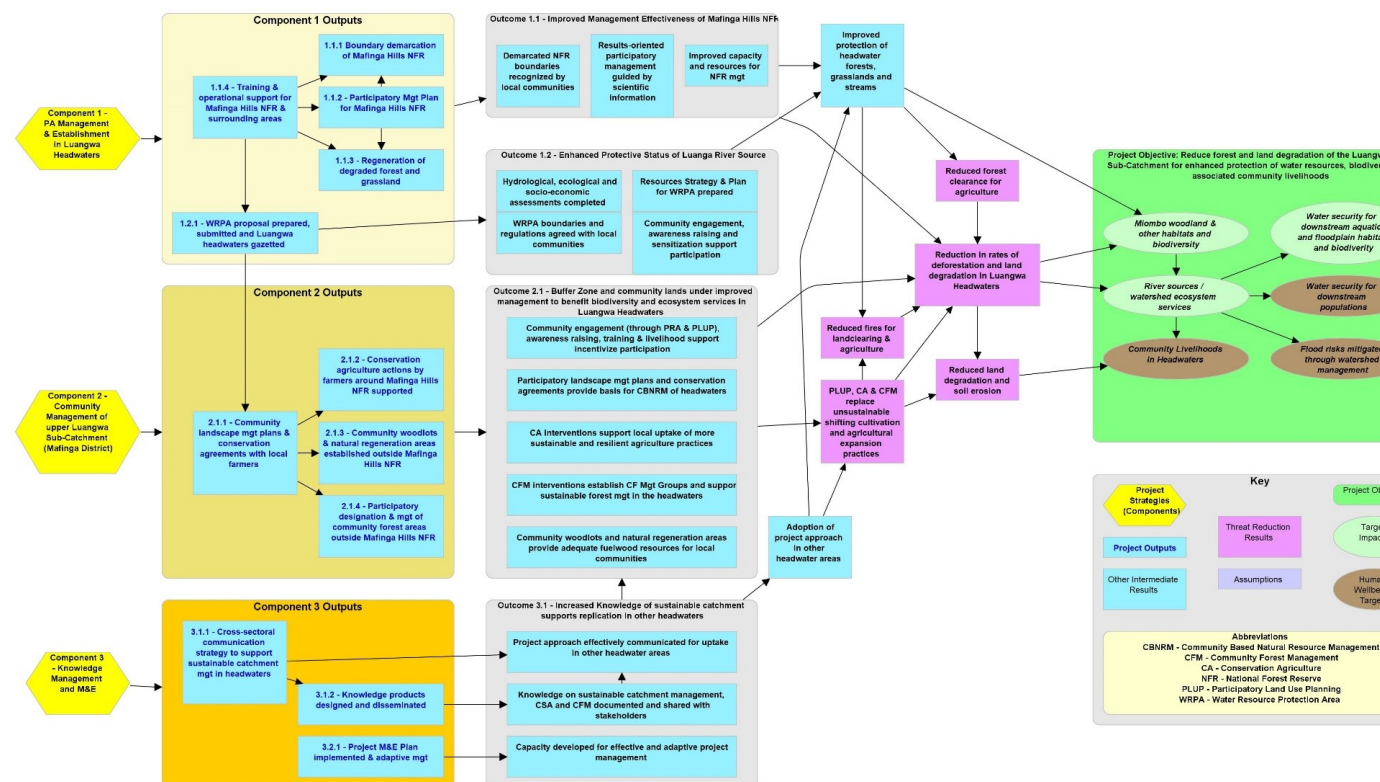 Component 1 -
PA Management
& Establishment
in Luangwa
Headwaters
Component 1 Outputs
1.1.1 Boundary demarcation
of Mafinga Hills NFR
1.1.4 - Training &
operational support for
Mafinga Hills NFR &
surrounding areas
1.1.2 - Participatory Mgt Plan
for Mafinga Hills NFR
1.1.3 - Regeneration of
degraded forest and
grassland
1.2.1 - WRPA proposal prepared,
submitted and Luangwa
headwaters gazetted
Outcome 1.1 - Improved Management Effectiveness of Mafinga Hills NFR
Demarcated NFR
boundaries
recognized by
local communities
Results-oriented
participatory
management
guided by
scientific
information
Improved capacity
and resources for
NFR mgt
Outcome 1.2 - Enhanced Protective Status of Luanga River Source
Hydrological, ecological and
socio-economic
assessments completed
Resources Strategy & Plan
for WRPA prepared
WRPA boundaries and
regulations agreed with local
communities
Community engagement,
awareness raising and
sensitization support
participation
Component 2 -
Community
Management of
upper Luangwa
Sub-Catchment
(Mafinga District)
Component 2 Outputs
2.1.2 - Conservation
agriculture actions by
farmers around Mafinga Hills
NFR supported
2.1.1 - Community
landscape mgt plans &
conservation
agreements with local
farmers
2.1.3 - Community woodlots
& natural regeneration areas
established outside Mafinga
Hills NFR
2.1.4 - Participatory
designation & mgt of
community forest areas
outside Mafinga Hills NFR
Outcome 2.1 - Buffer Zone and community lands under improved
management to benefit biodiversity and ecosystem services in
Luangwa Headwaters
Community engagement (through PRA & PLUP),
awareness raising, training & livelihood support
incentivize participation
Participatory landscape mgt plans and conservation
agreements provide basis for CBNRM of headwaters
CA Interventions support local uptake of more
sustainable and resilient agriculture practices
CFM interventions establish CF Mgt Groups and suppor
sustainable forest mgt in the headwaters
Community woodlots and natural regeneration areas
provide adequate fuelwood resources for local
communities
Component 3
- Knowledge
Management
and M&E
Component 3 Outputs
3.1.1 - Cross-sectoral
communication
strategy to support
sustainable catchment
mgt in headwaters
3.1.2 - Knowledge products
designed and disseminated
3.2.1 - Project M&E Plan
implemented & adaptive mgt
Outcome 3.1 - Increased Knowledge of sustainable catchment
supports replication in other headwaters
Project approach effectively communicated for uptake
in other headwater areas
Knowledge on sustainable catchment management,
CSA and CFM documented and shared with
stakeholders
Capacity developed for effective and adaptive project
management
Improved
protection of
headwater
forests,
grasslands and
streams
Reduced forest
clearance for
agriculture
Reduction in rates of
deforestation and land
degradation in Luangwa
Headwaters
Reduced fires for
landclearing &
agriculture
Reduced land
degradation and
soil erosion
PLUP, CA & CFM
replace
unsustainable
shifting cultivation
and agricultural
expansion
practices
Adoption of
project approach
in other
headwater areas
Project Objective: Reduce forest and land degradation of the Luangw
Sub-Catchment for enhanced protection of water resources, biodiver
associated community livelihoods
Miombo woodland &
other habitats and
biodiversity
Water security for
downstream aquatic
and floodplain habita
and biodiverity
River sources /
watershed ecosystem
services
Water security for
downstream
populations
Community Livelihoods
in Headwaters
Flood risks mitigated
through watershed
management
Key
Project
Strategies
(Components)
Project Ob
Threat Reduction
Results
Targe
Impac
Project Outputs
Other Intermediate
Results
Assumptions
Huma
Wellbe
Targe
Abbreviations
CBNRM - Community Based Natural Resource Management
CFM - Community Forest Management
CA - Conservation Agriculture
NFR - National Forest Reserve
PLUP - Participatory Land Use Planning
WRPA - Water Resource Protection Area